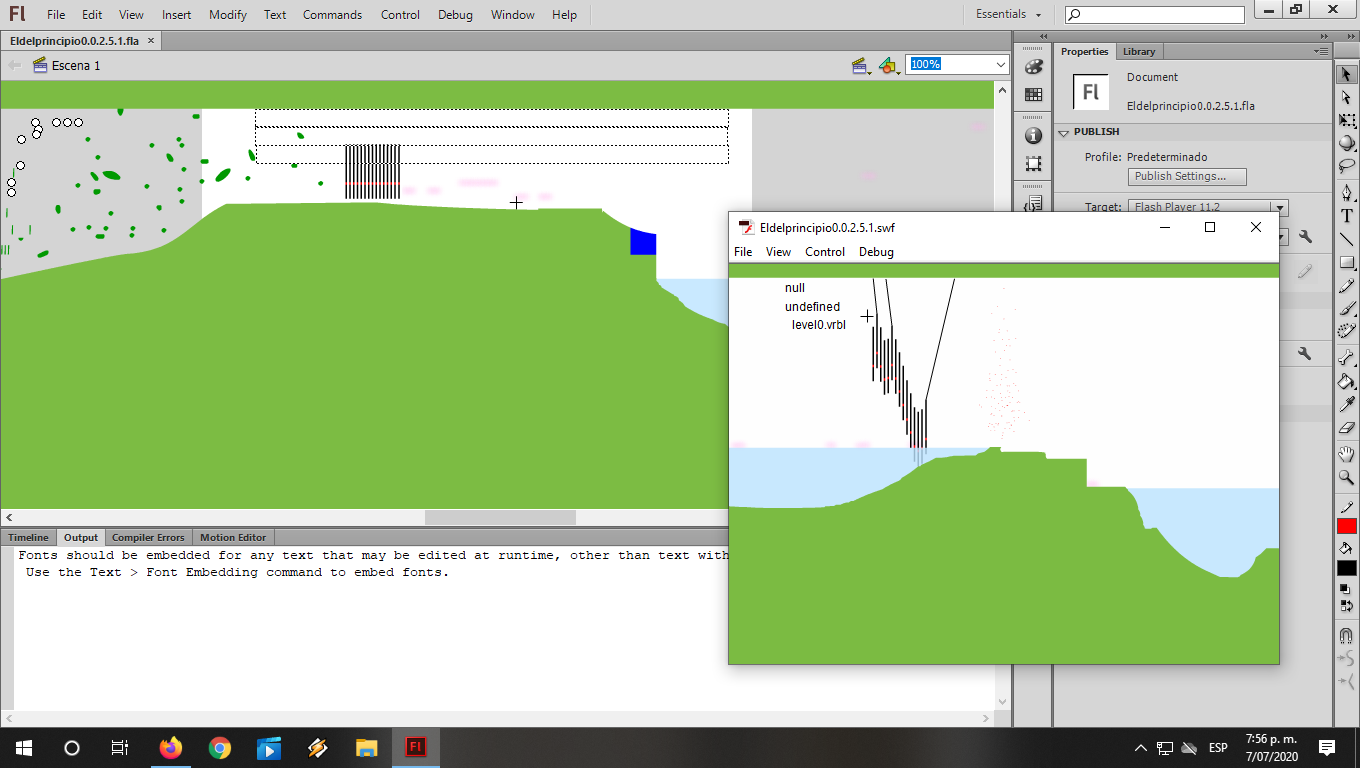 Fl File Edit View Insert Modify Text Commands Control Debug Window Help Essentials
Eldelprincipio0.0.2.5.1.fla
Escena 1 100%
Properties Library
Document
Fl
Eldelprincipio0.0.2.5.1.fla
PUBLISH
Profile: Predeterminado
Publish Settings...
Target: Flash Player 11.2
Eldelprincipio0.0.2.5.1.swf
File View Control Debug
null
undefined
level0.vrbl
Timeline Output Compiler Errors Motion Editor
Fonts should be embedded for any text that may be edited at runtime, other than text with
Use the Text > Font Embedding command to embed fonts.
Fl ESP 7:56 p. m.
7/07/2020